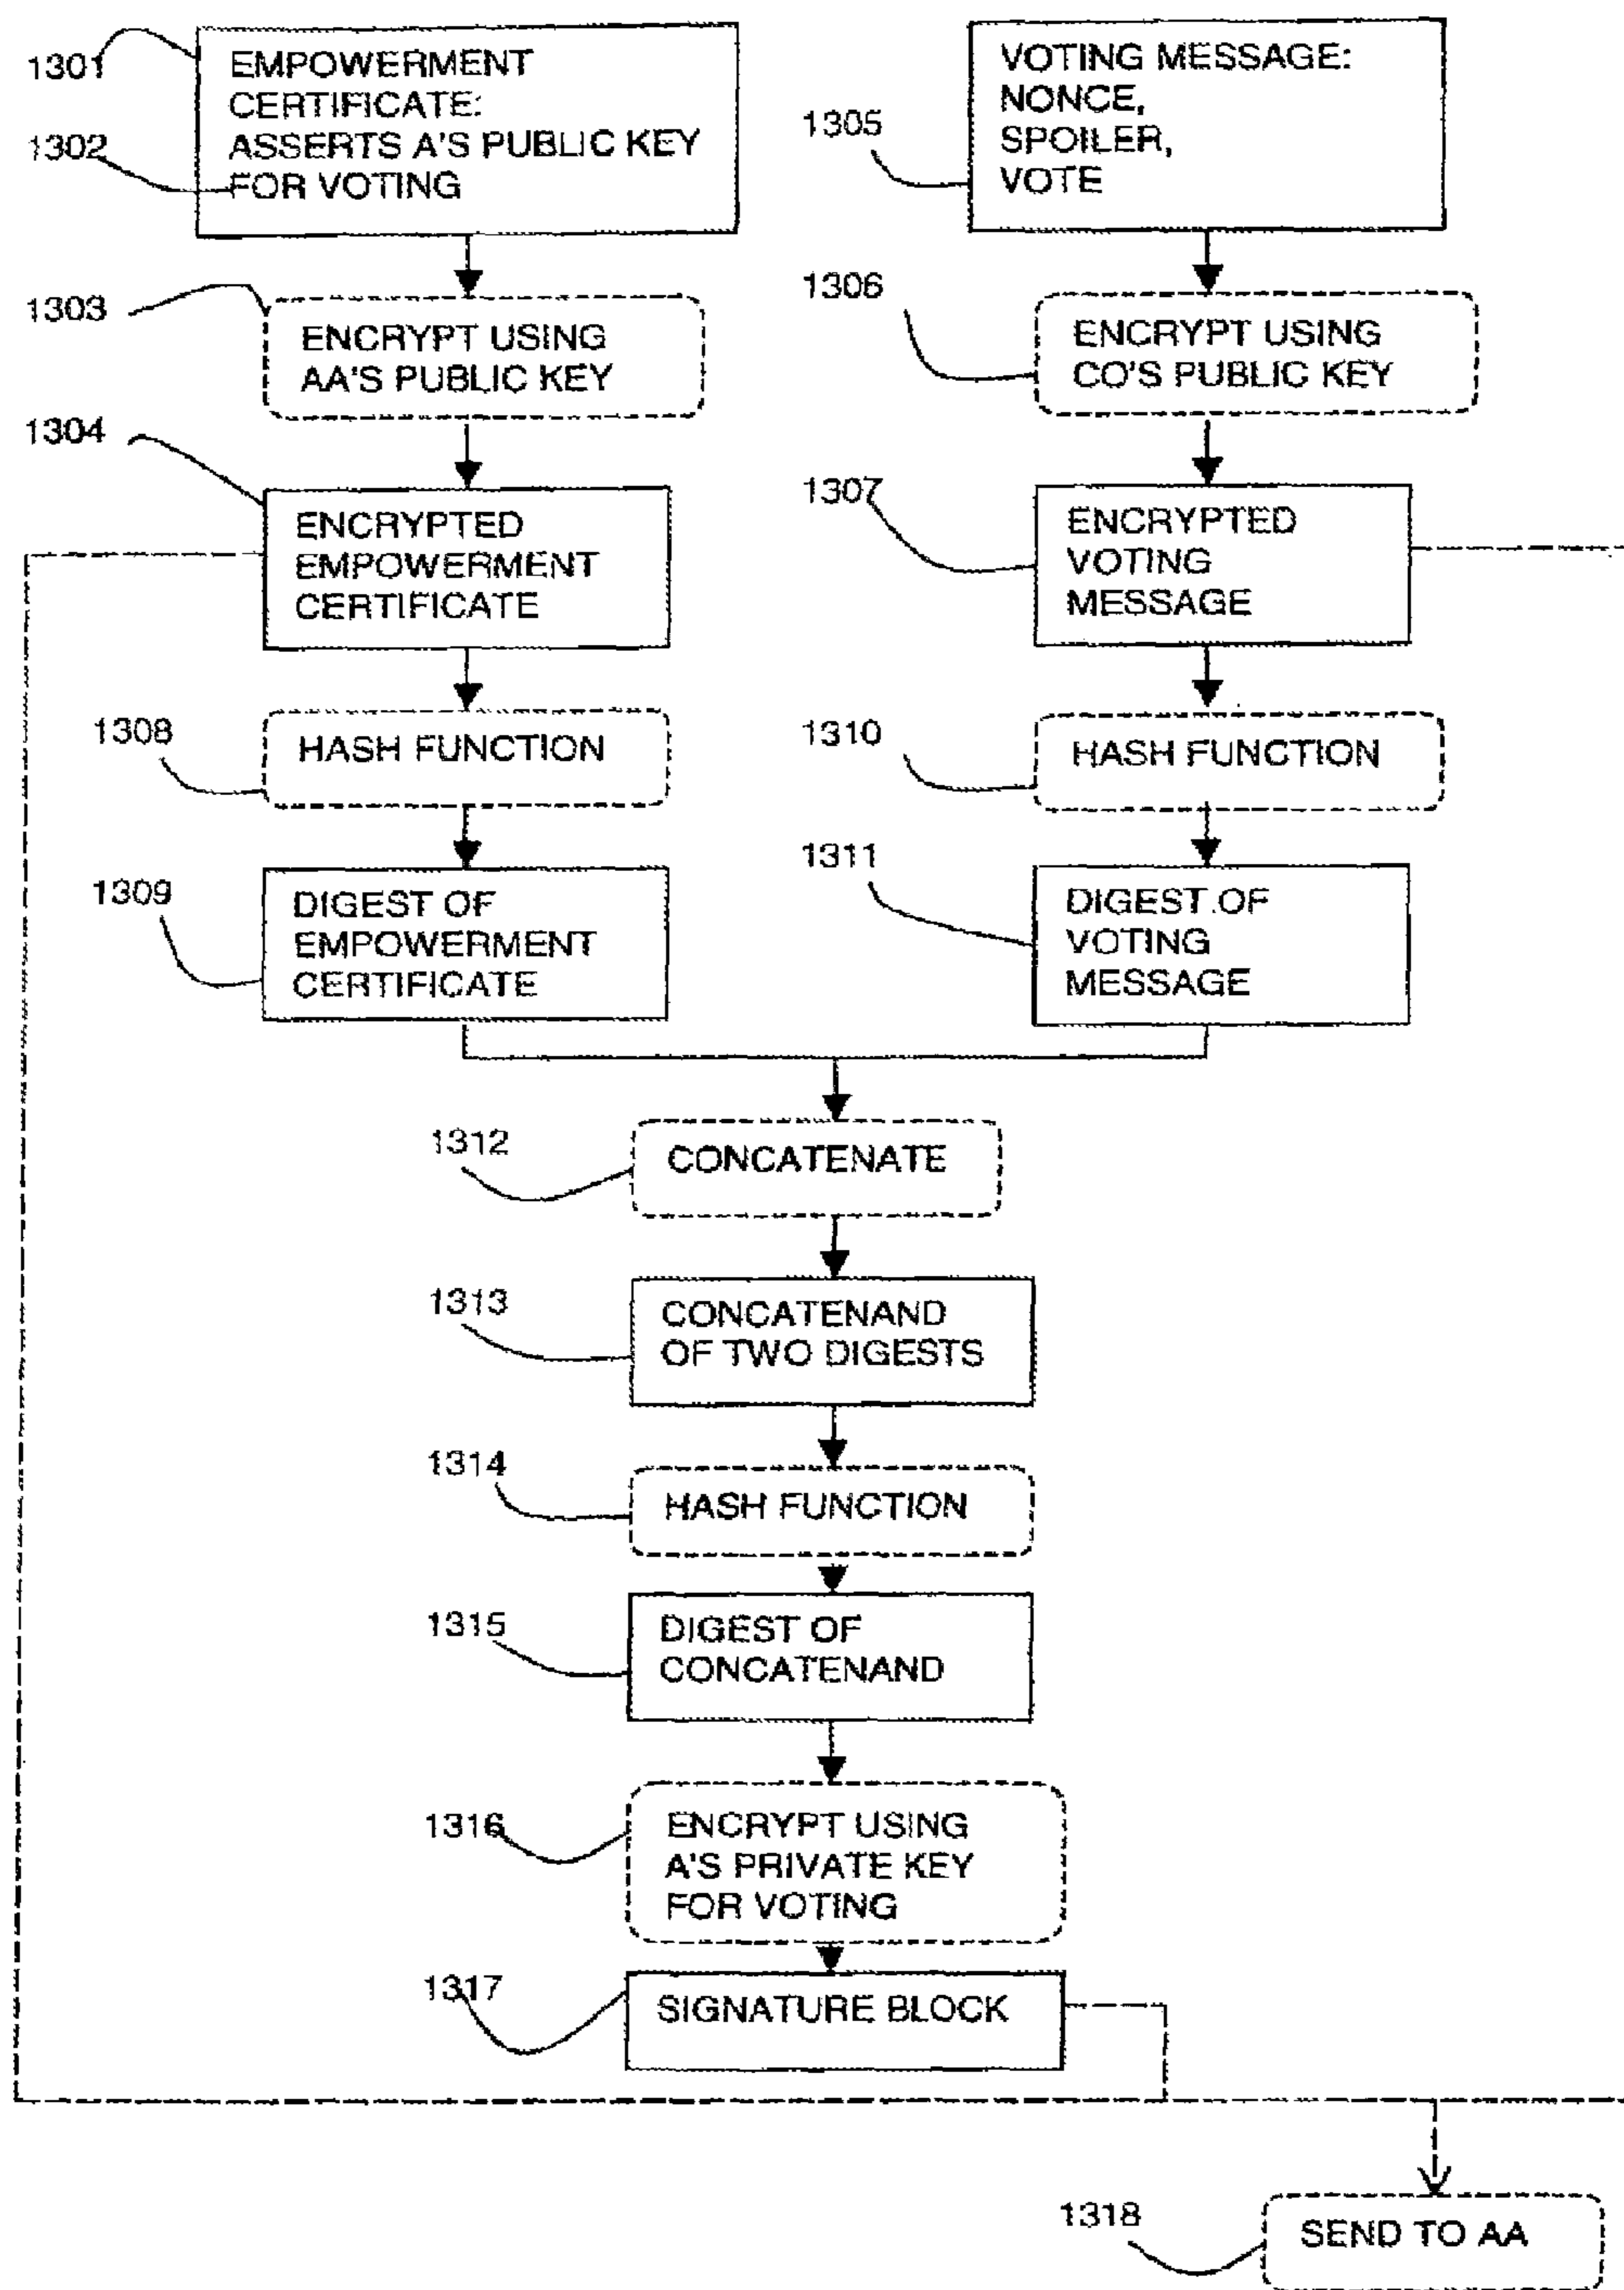 1301
EMPOWERMENT
CERTIFICATE:
ASSERTS A'S PUBLIC KEY
FOR VOTING
1302
VOTING MESSAGE:
NONCE,
SPOILER,
VOTE
1305
1303
ENCRYPT USING
AA'S PUBLIC KEY
1306
ENCRYPT USING
CO'S PUBLIC KEY
1304
ENCRYPTED
EMPOWERMENT
CERTIFICATE
1307
ENCRYPTED
VOTING
MESSAGE
1308
HASH FUNCTION
1310
HASH FUNCTION
1309
DIGEST OF
EMPOWERMENT
CERTIFICATE
1311
DIGEST OF
VOTING
MESSAGE
1312
CONCATENATE
1313
CONCATENAND
OF TWO DIGESTS
1314
HASH FUNCTION
1315
DIGEST OF
CONCATENAND
1316
ENCRYPT USING
A'S PRIVATE KEY
FOR VOTING
1317
SIGNATURE BLOCK
1318
SEND TO AA